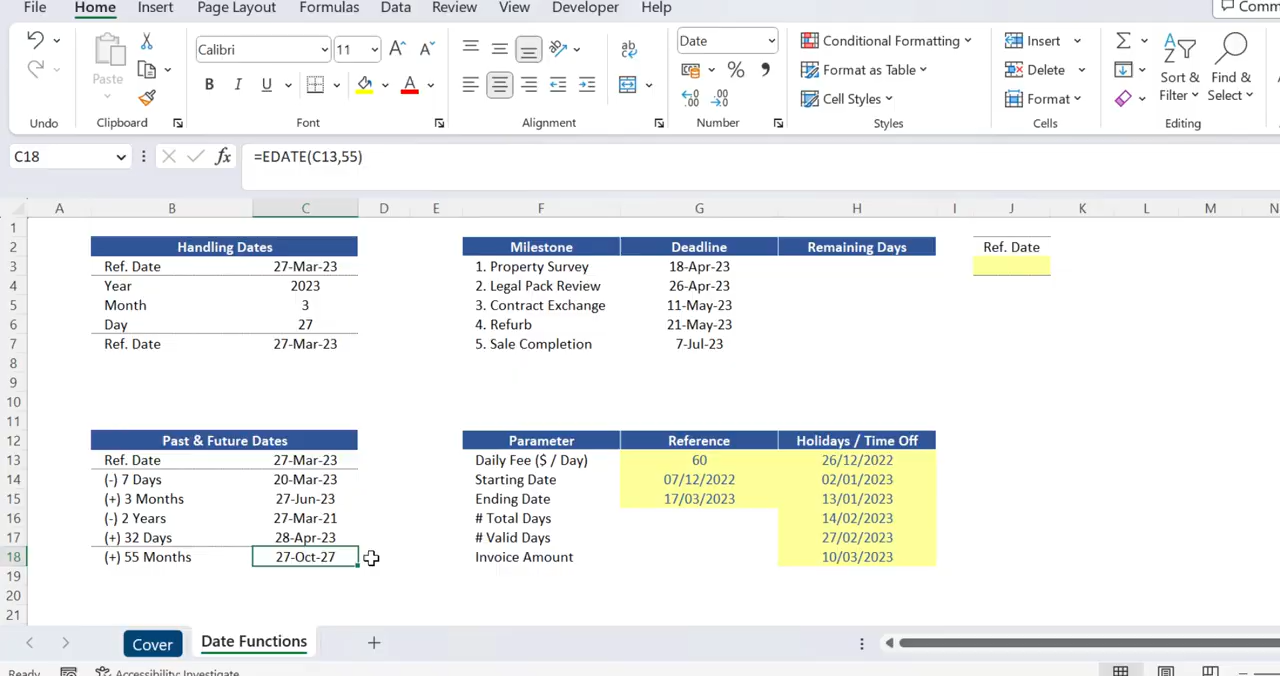 File Home Insert Page Layout Formulas Data Review View Developer Help Comm
Calibri 11 A^ A ab Date Conditional Formatting Insert Σ
Paste B I U A % , Format as Table Delete Sort & Find &
Cell Styles Format Filter Select
Undo Clipboard Font Alignment Number Styles Cells Editing
C18 fx =EDATE(C13,55)
A B C D E F G H I J K L M N
1
2 Handling Dates Milestone Deadline Remaining Days Ref. Date
3 Ref. Date 27-Mar-23 1. Property Survey 18-Apr-23
4 Year 2023 2. Legal Pack Review 26-Apr-23
5 Month 3 3. Contract Exchange 11-May-23
6 Day 27 4. Refurb 21-May-23
7 Ref. Date 27-Mar-23 5. Sale Completion 7-Jul-23
8
9
10
11
12 Past & Future Dates Parameter Reference Holidays / Time Off
13 Ref. Date 27-Mar-23 Daily Fee ($ / Day) 60 26/12/2022
14 (-) 7 Days 20-Mar-23 Starting Date 07/12/2022 02/01/2023
15 (+) 3 Months 27-Jun-23 Ending Date 17/03/2023 13/01/2023
16 (-) 2 Years 27-Mar-21 # Total Days 14/02/2023
17 (+) 32 Days 28-Apr-23 # Valid Days 27/02/2023
18 (+) 55 Months 27-Oct-27 Invoice Amount 10/03/2023
19
20
21
Cover Date Functions +
Ready Accessibility: Investigate